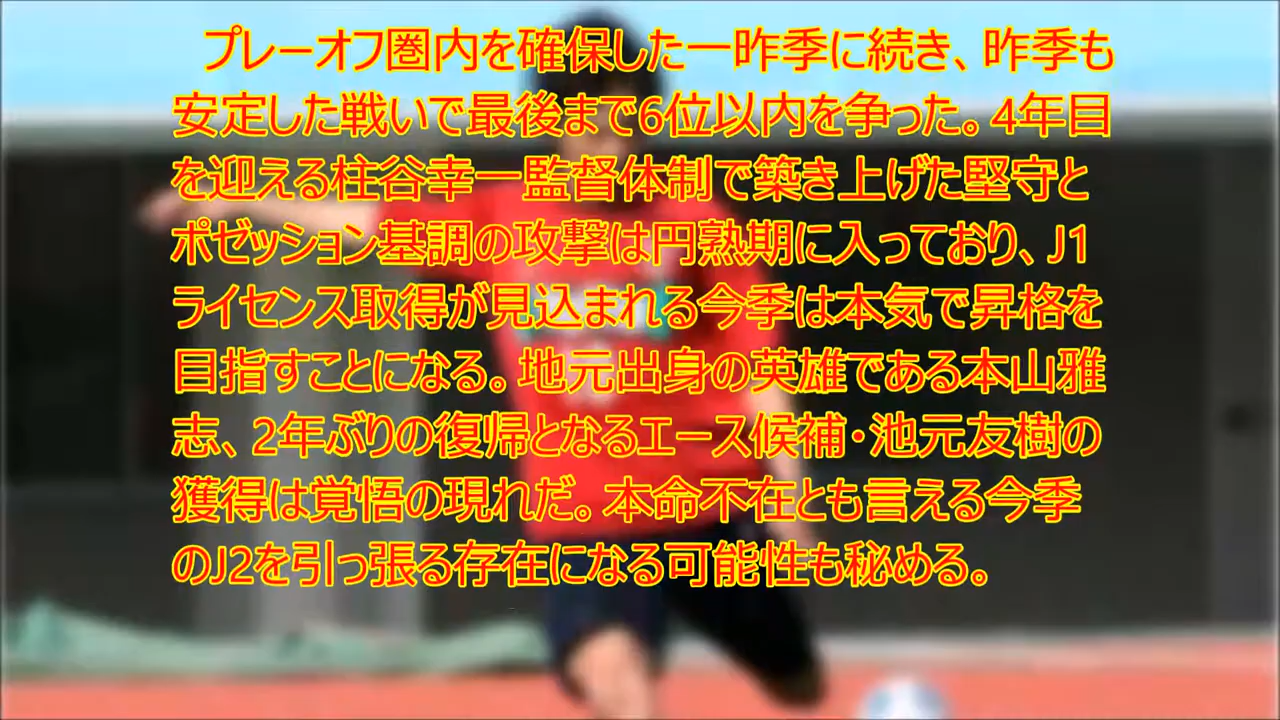 プレーオフ圏内を確保した一昨季に続き、昨季も
安定した戦いで最後まで6位以内を争った。4年目
を迎える柱谷幸一監督体制で築き上げた堅守と
ポゼッション基調の攻撃は円熟期に入っており、J1
ライセンス取得が見込まれる今季は本気で昇格を
目指すことになる。地元出身の英雄である本山雅
志、2年ぶりの復帰となるエース候補・池元友樹の
獲得は覚悟の現れだ。本命不在とも言える今季
のJ2を引っ張る存在になる可能性も秘める。